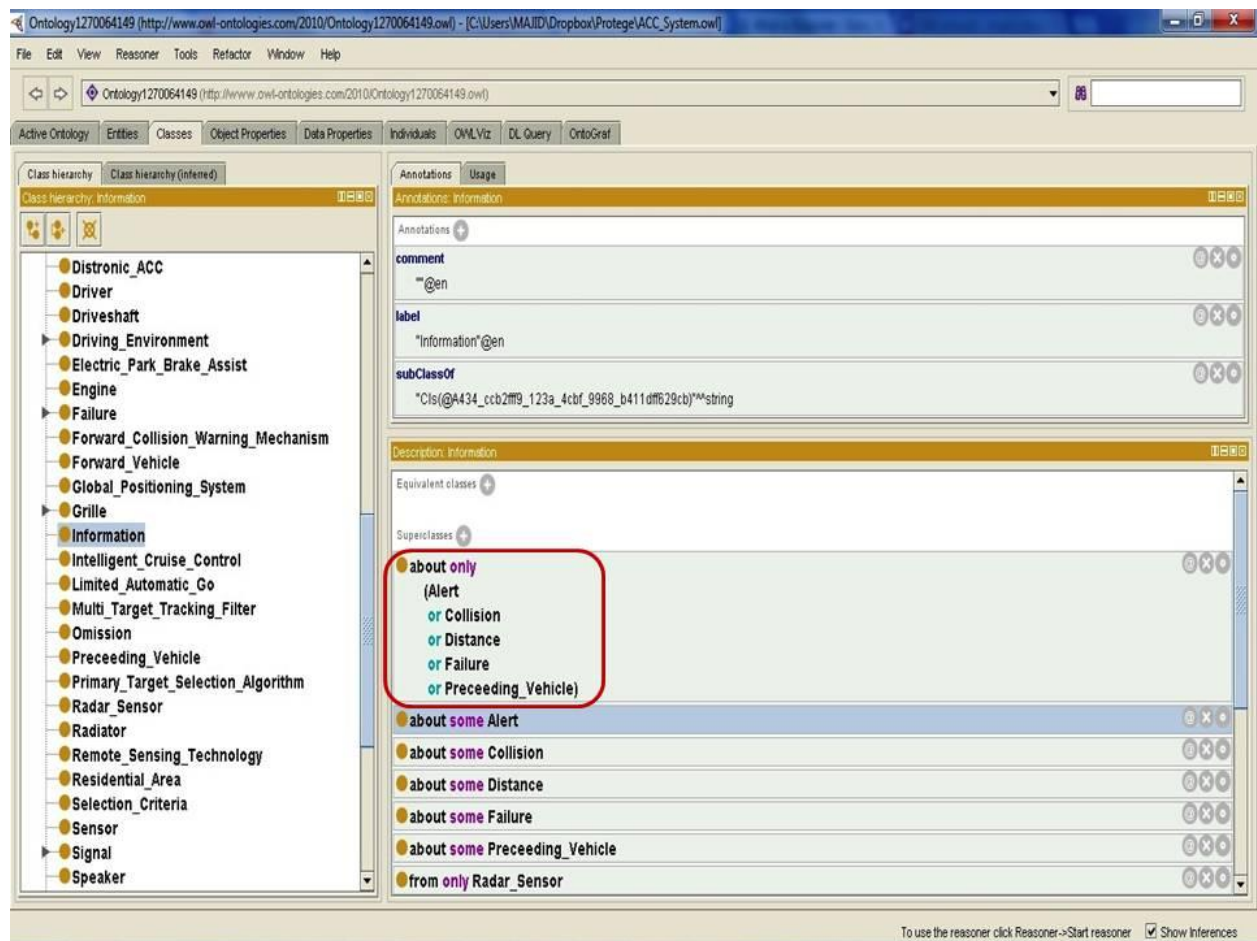 Ontology1270064149 (http://www.owl-ontologies.com/2010/Ontology1270064149.owl) - [C:\Users\MAJID\Dropbox\Protege\ACC_System.owl]
File Edit View Reasoner Tools Refactor Window Help
Ontology1270064149 (http://www.owl-ontologies.com/2010/Ontology1270064149.owl)
Active Ontology Entities Classes Object Properties Data Properties Individuals OWLViz DL Query OntoGraf
Class hierarchy Class hierarchy (inferred)
Class hierarchy: Information
Distronic_ACC
Driver
Driveshaft
Driving_Environment
Electric_Park_Brake_Assist
Engine
Failure
Forward_Collision_Warning_Mechanism
Forward_Vehicle
Global_Positioning_System
Grille
Information
Intelligent_Cruise_Control
Limited_Automatic_Go
Multi_Target_Tracking_Filter
Omission
Preceeding_Vehicle
Primary_Target_Selection_Algorithm
Radar_Sensor
Radiator
Remote_Sensing_Technology
Residential_Area
Selection_Criteria
Sensor
Signal
Speaker
Annotations Usage
Annotations: Information
Annotations
comment
""@en
label
"Information"@en
subClassOf
"Cls(@A434_ccb2fff9_123a_4cbf_9968_b411dff629cb)"^^string
Description: Information
Equivalent classes
Superclasses
about only
(Alert
or Collision
or Distance
or Failure
or Preceeding_Vehicle)
about some Alert
about some Collision
about some Distance
about some Failure
about some Preceeding_Vehicle
from only Radar_Sensor
To use the reasoner click Reasoner->Start reasoner Show Inferences